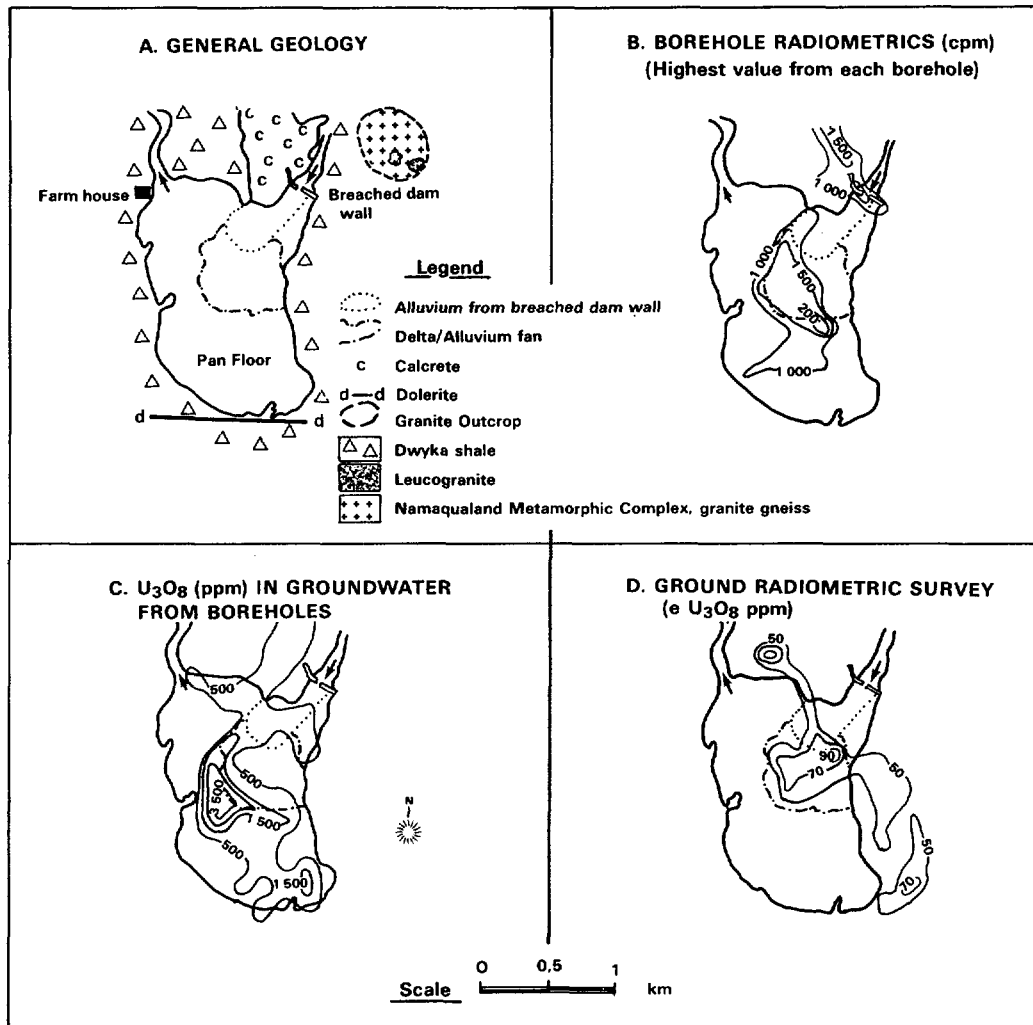 A. GENERAL GEOLOGY
c
c
c
c
c
c
c
c
Farm house
Breached dam
wall
Pan Floor
d
d
Legend
Alluvium from breached dam wall
Delta/Alluvium fan
c Calcrete
d d Dolerite
Granite Outcrop
Dwyka shale
Leucogranite
Namaqualand Metamorphic Complex, granite gneiss
B. BOREHOLE RADIOMETRICS (cpm)
(Highest value from each borehole)
1 500
1 000
1 000
1 500
200
1 000
C. U₃O₈ (ppm) IN GROUNDWATER
FROM BOREHOLES
500
500
3 500
1 500
500
1 500
N
D. GROUND RADIOMETRIC SURVEY
(e U₃O₈ ppm)
50
90
70
50
50
70
Scale
0 0,5 1
km